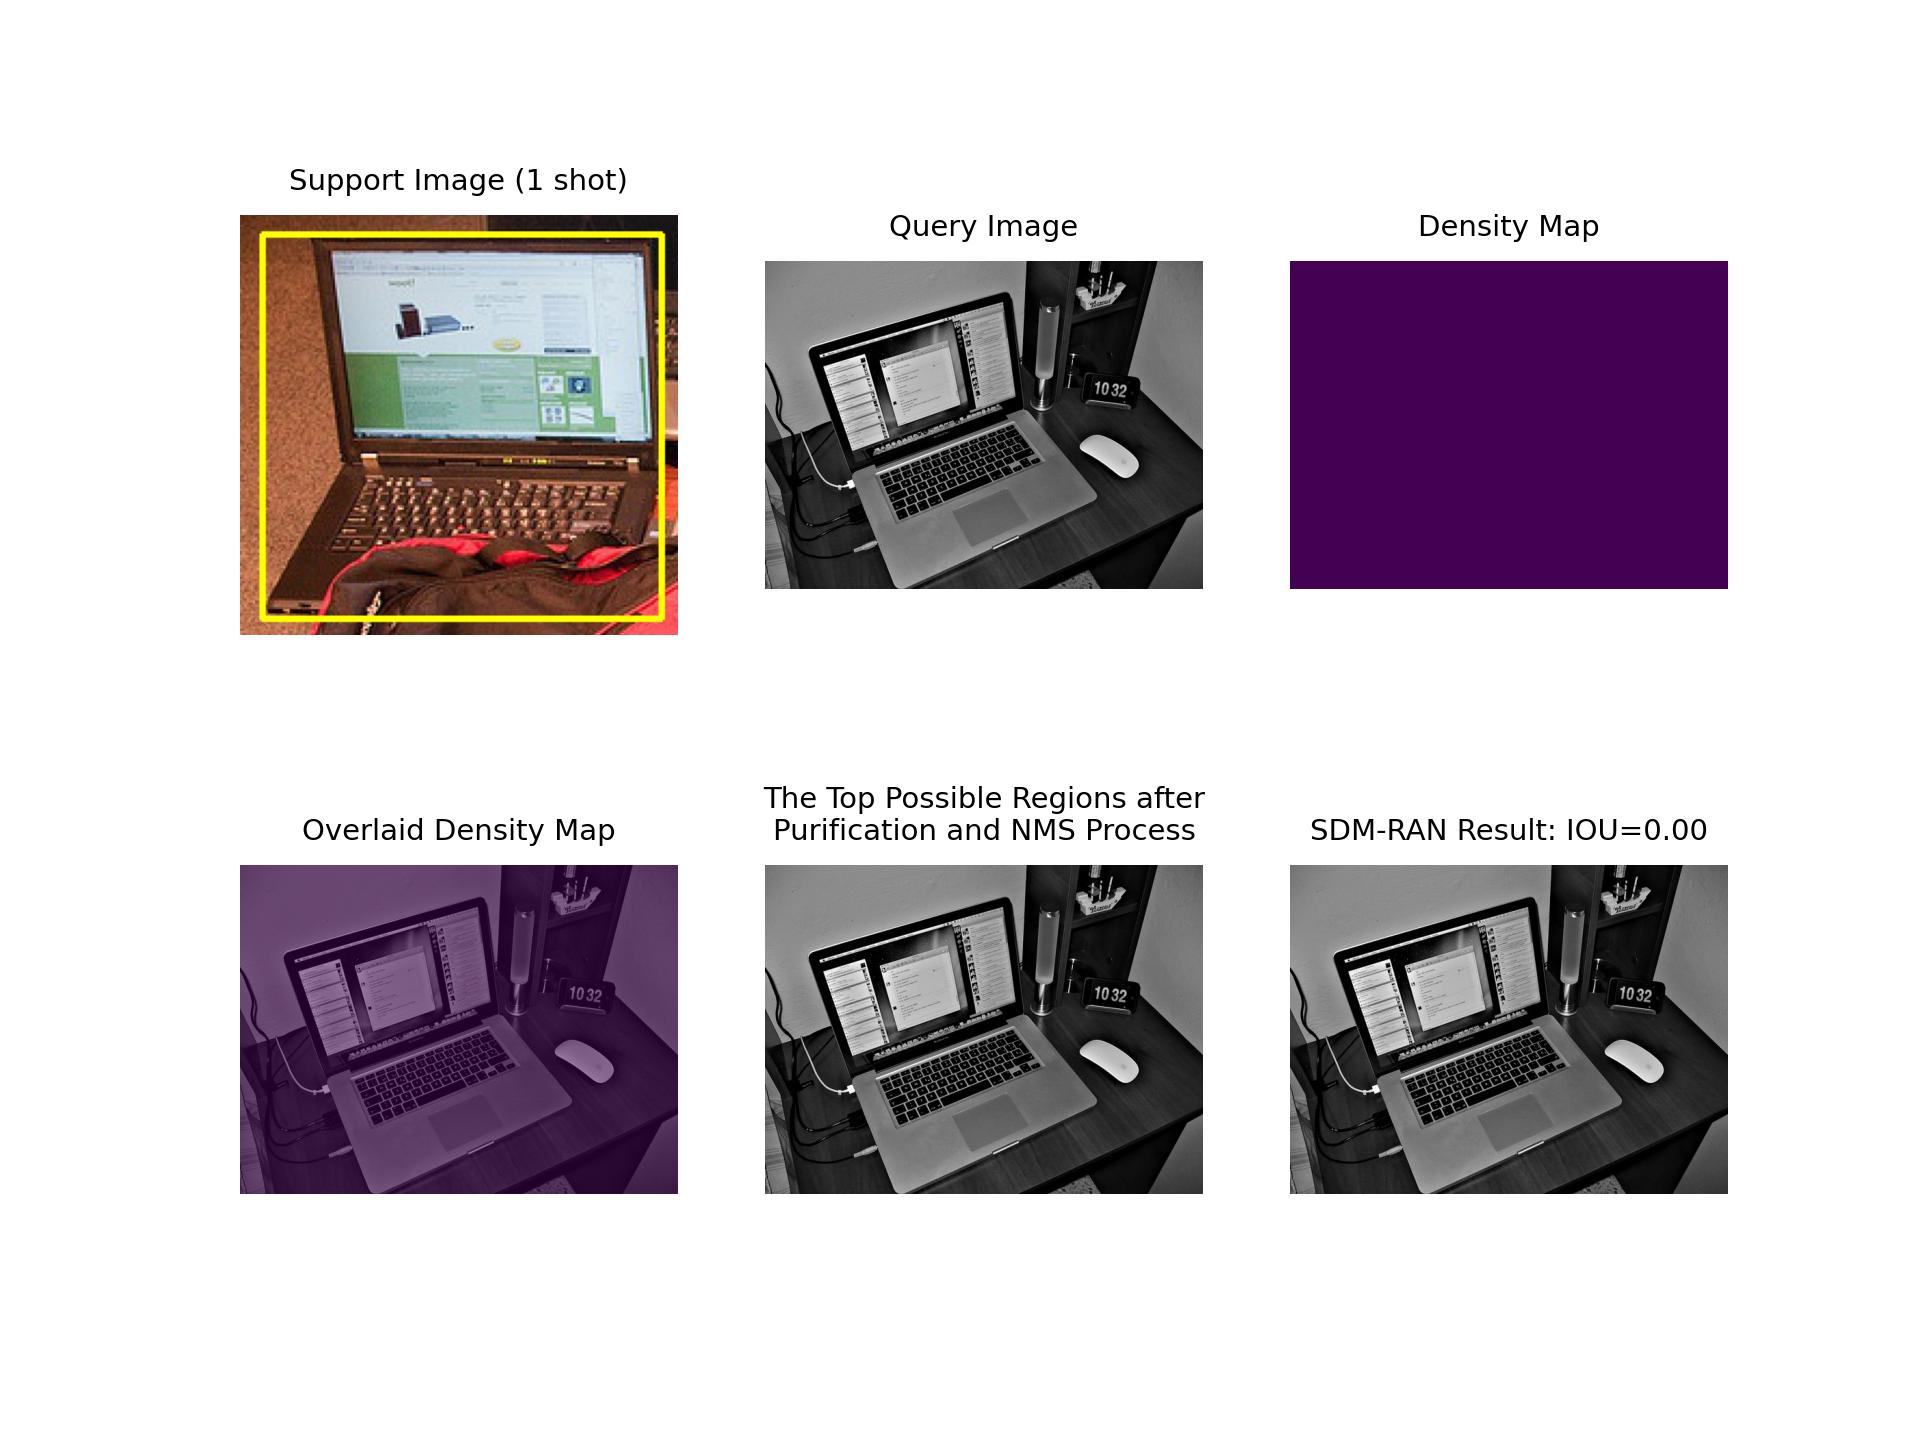 Support Image (1 shot)
Query Image
Density Map
woot!
10 32
Overlaid Density Map
The Top Possible Regions after
Purification and NMS Process
SDM-RAN Result: IOU=0.00
10 32
10 32
10 32